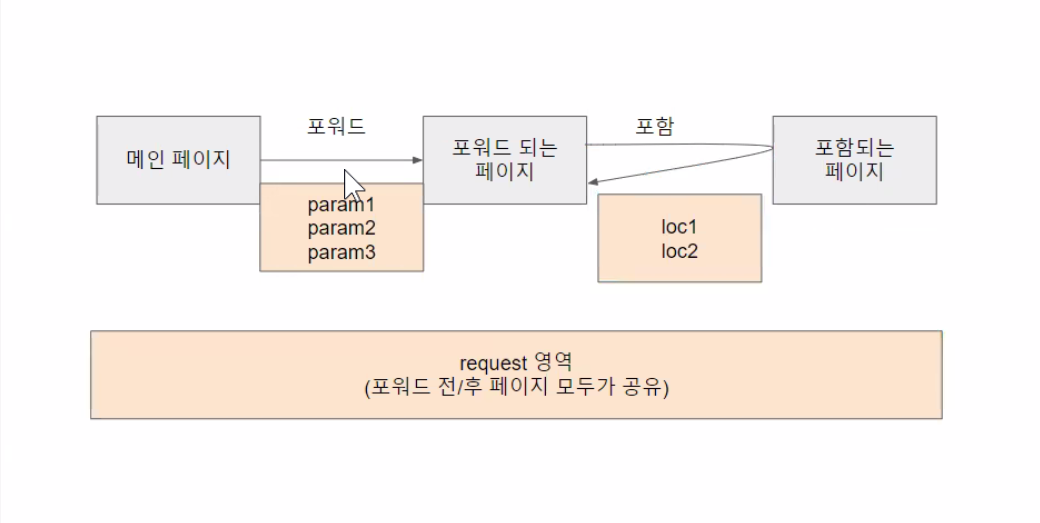 메인 페이지
포워드
포워드 되는
페이지
포함
포함되는
페이지
param1
param2
param3
loc1
loc2
request 영역
(포워드 전/후 페이지 모두가 공유)